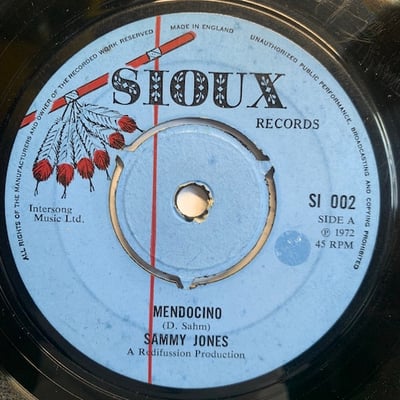 ALL RIGHTS OF THE MANUFACTURERS AND OWNER OF THE RECORDED WORK RESERVED MADE IN ENGLAND UNAUTHORIZED PUBLIC PERFORMANCE, BROADCASTING AND COPYING PROHIBITED
SIOUX
RECORDS
Intersong
Music Ltd.
SI 002
SIDE A
℗ 1972
45 RPM
MENDOCINO
(D. Sahm)
SAMMY JONES
A Rediffusion Production